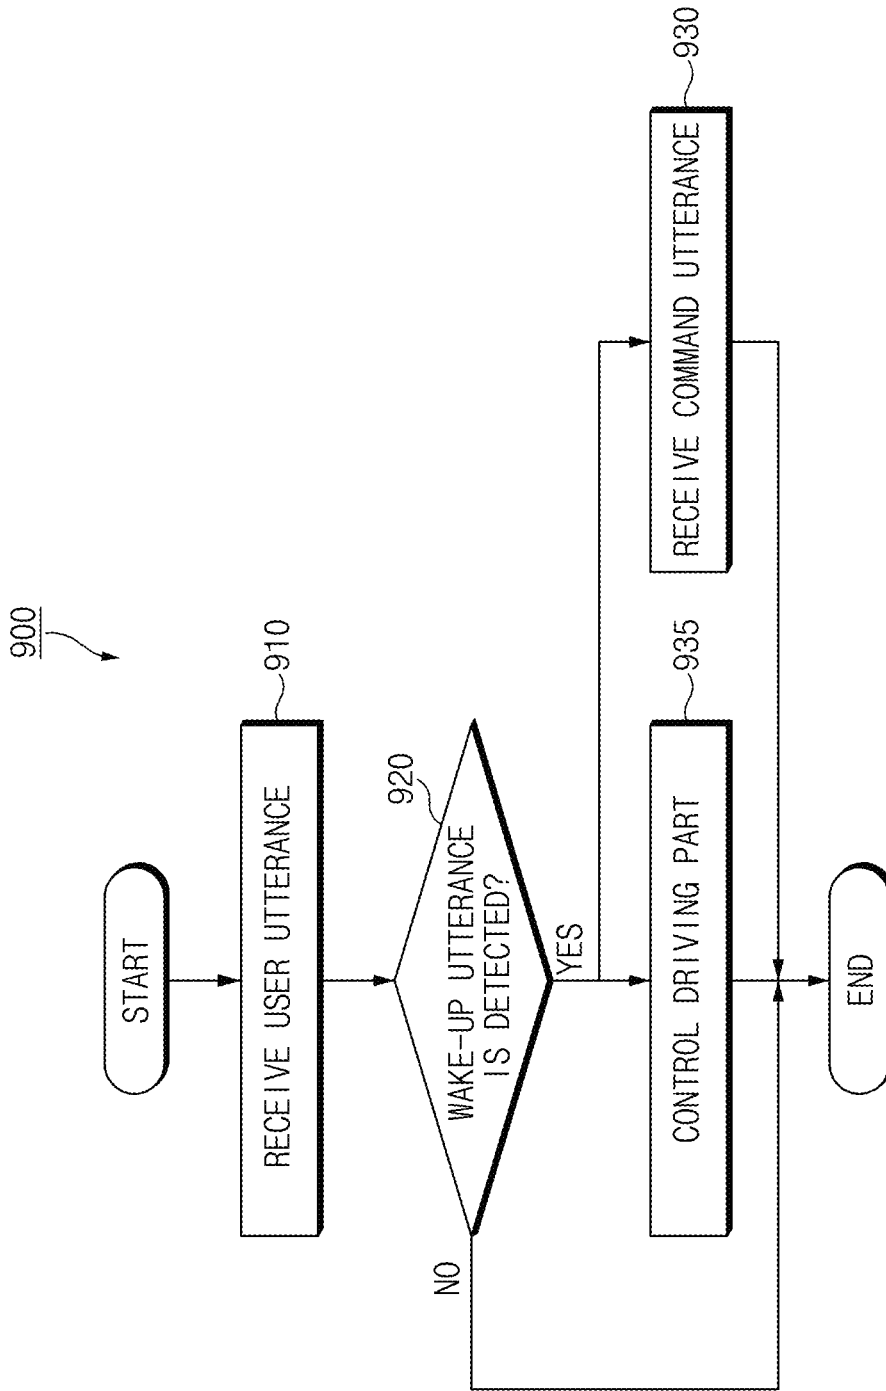 900
START
RECEIVE USER UTTERANCE
910
WAKE-UP UTTERANCE
IS DETECTED?
920
NO
YES
CONTROL DRIVING PART
935
RECEIVE COMMAND UTTERANCE
930
END